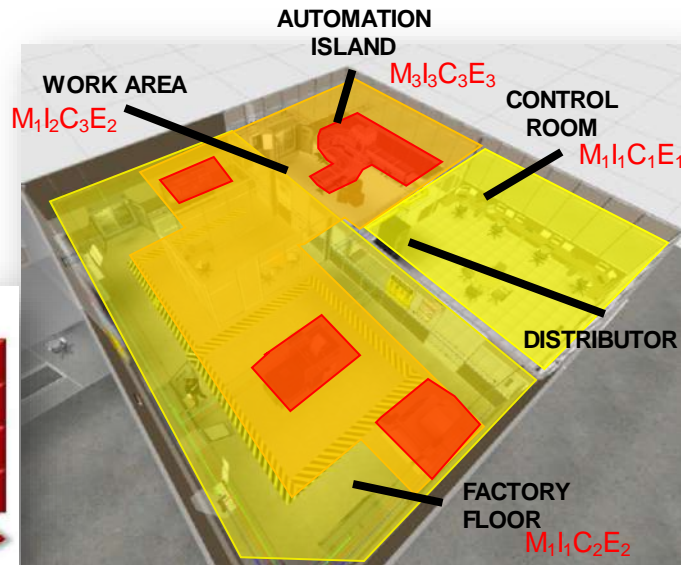 AUTOMATION
ISLAND
M₃I₃C₃E₃
WORK AREA
M₁I₂C₃E₂
CONTROL
ROOM
M₁I₁C₁E₁
DISTRIBUTOR
FACTORY
FLOOR
M₁I₁C₂E₂